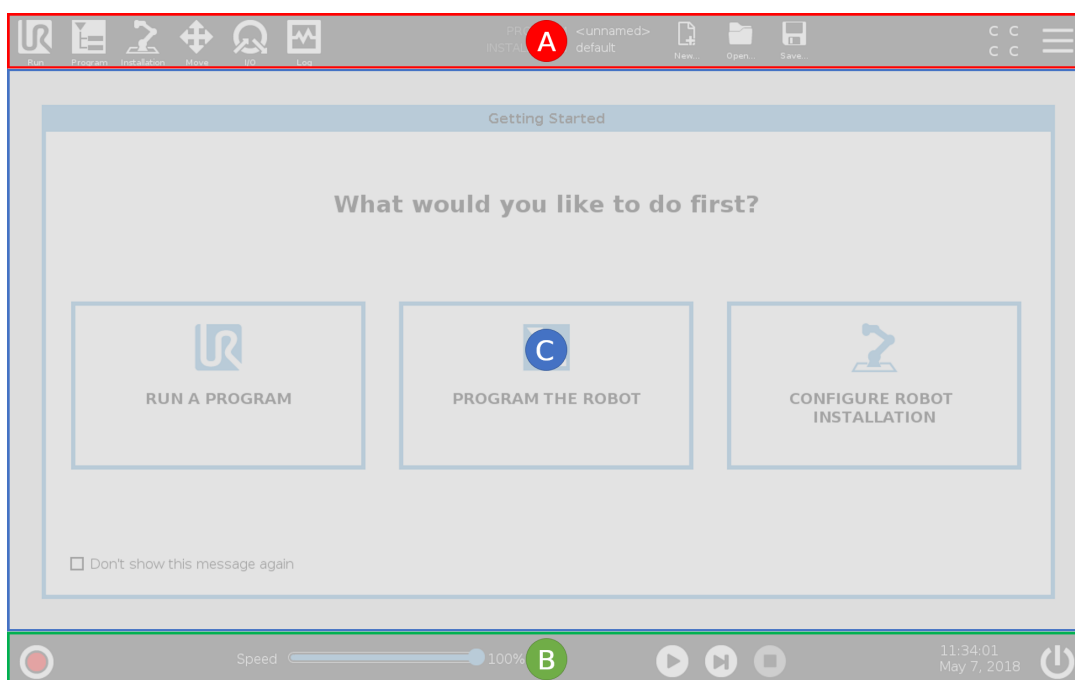 PR
<unnamed>
INSTAL
default
A
Run
Program
Installation
Move
I/O
Log
New...
Open...
Save...
C C
C C
Getting Started
What would you like to do first?
C
RUN A PROGRAM
PROGRAM THE ROBOT
CONFIGURE ROBOT
INSTALLATION
Don't show this message again
Speed
100%
B
11:34:01
May 7, 2018